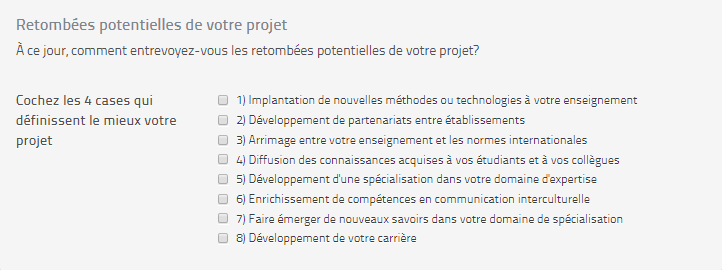 Retombées potentielles de votre projet
À ce jour, comment entrevoyez-vous les retombées potentielles de votre projet?
Cochez les 4 cases qui
définissent le mieux votre
projet
1) Implantation de nouvelles méthodes ou technologies à votre enseignement
2) Développement de partenariats entre établissements
3) Arrimage entre votre enseignement et les normes internationales
4) Diffusion des connaissances acquises à vos étudiants et à vos collègues
5) Développement d'une spécialisation dans votre domaine d'expertise
6) Enrichissement de compétences en communication interculturelle
7) Faire émerger de nouveaux savoirs dans votre domaine de spécialisation
8) Développement de votre carrière